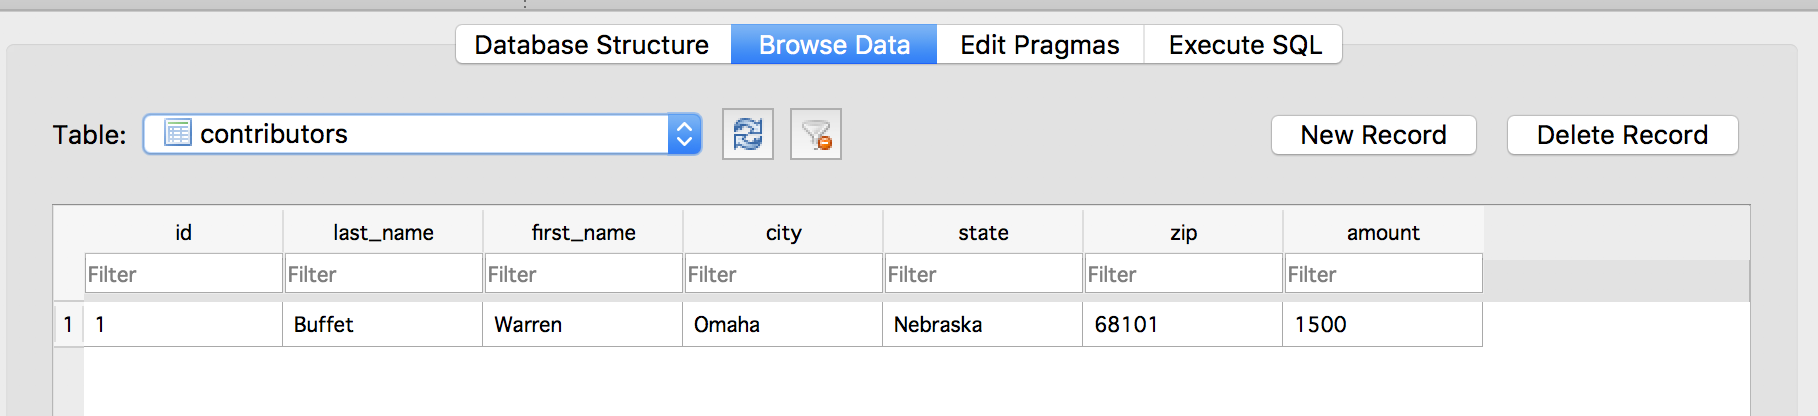 Database Structure Browse Data Edit Pragmas Execute SQL
Table: contributors New Record Delete Record
id last_name first_name city state zip amount
Filter Filter Filter Filter Filter Filter Filter
1 1 Buffet Warren Omaha Nebraska 68101 1500